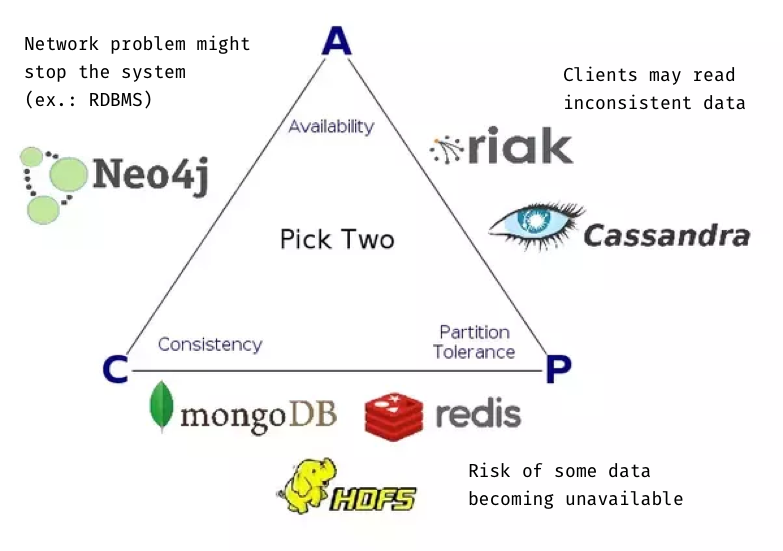 Network problem might
stop the system
(ex.: RDBMS)
A
Clients may read
inconsistent data
Availability
riak
Neo4j
Cassandra
Pick Two
Consistency
Partition
Tolerance
C
P
mongoDB
redis
HDFS
Risk of some data
becoming unavailable